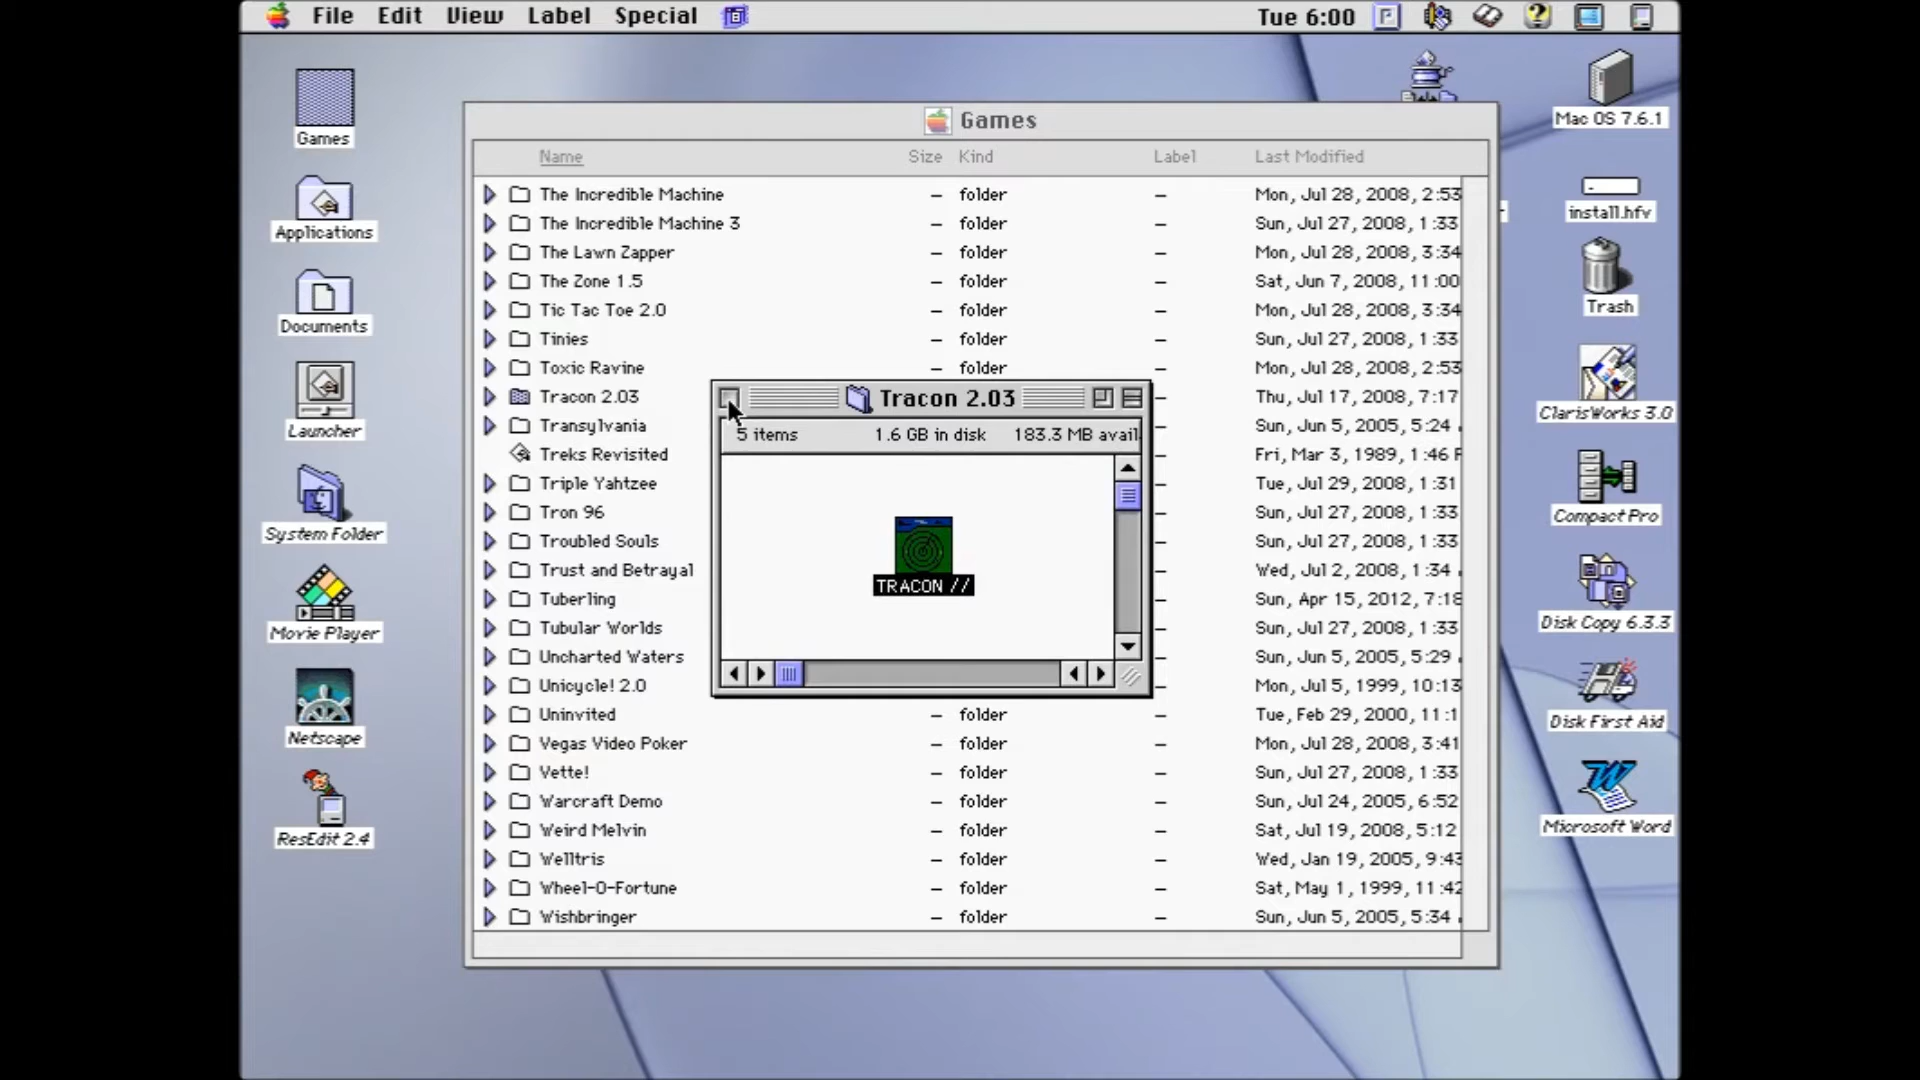 File Edit View Label Special Tue 6:00
Games
Applications
Documents
Launcher
System Folder
Movie Player
Netscape
ResEdit 2.4
Games
Name Size Kind Label Last Modified
The Incredible Machine – folder – Mon, Jul 28, 2008, 2:53
The Incredible Machine 3 – folder – Sun, Jul 27, 2008, 1:33
The Lawn Zapper – folder – Mon, Jul 28, 2008, 3:34
The Zone 1.5 – folder – Sat, Jun 7, 2008, 11:00
Tic Tac Toe 2.0 – folder – Mon, Jul 28, 2008, 3:34
Tinies – folder – Sun, Jul 27, 2008, 1:33
Toxic Ravine – folder – Mon, Jul 28, 2008, 2:53
Tracon 2.03 – Thu, Jul 17, 2008, 7:17
Transylvania – Sun, Jun 5, 2005, 5:24
Treks Revisited – Fri, Mar 3, 1989, 1:46
Triple Yahtzee – Tue, Jul 29, 2008, 1:31
Tron 96 – Sun, Jul 27, 2008, 1:33
Troubled Souls – Sun, Jul 27, 2008, 1:33
Trust and Betrayal – Wed, Jul 2, 2008, 1:34
Tuberling – Sun, Apr 15, 2012, 7:18
Tubular Worlds – Sun, Jul 27, 2008, 1:33
Uncharted Waters – Sun, Jun 5, 2005, 5:29
Unicycle! 2.0 – Mon, Jul 5, 1999, 10:13
Uninvited – folder – Tue, Feb 29, 2000, 11:1
Vegas Video Poker – folder – Mon, Jul 28, 2008, 3:41
Vette! – folder – Sun, Jul 27, 2008, 1:33
Warcraft Demo – folder – Sun, Jul 24, 2005, 6:52
Weird Melvin – folder – Sat, Jul 19, 2008, 5:12
Welltris – folder – Wed, Jan 19, 2005, 9:43
Wheel-O-Fortune – folder – Sat, May 1, 1999, 11:42
Wishbringer – folder – Sun, Jun 5, 2005, 5:34
Tracon 2.03
5 items 1.6 GB in disk 183.3 MB avail
TRACON //
Mac OS 7.6.1
install.hfv
Trash
ClarisWorks 3.0
Compact Pro
Disk Copy 6.3.3
Disk First Aid
Microsoft Word